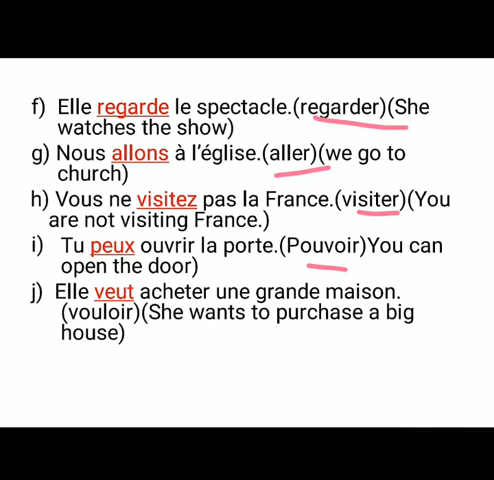 f) Elle regarde le spectacle.(regarder)(She
watches the show)
g) Nous allons à l'église.(aller)(we go to
church)
h) Vous ne visitez pas la France.(visiter)(You
are not visiting France.)
i) Tu peux ouvrir la porte.(Pouvoir)You can
open the door)
j) Elle veut acheter une grande maison.
(vouloir)(She wants to purchase a big
house)